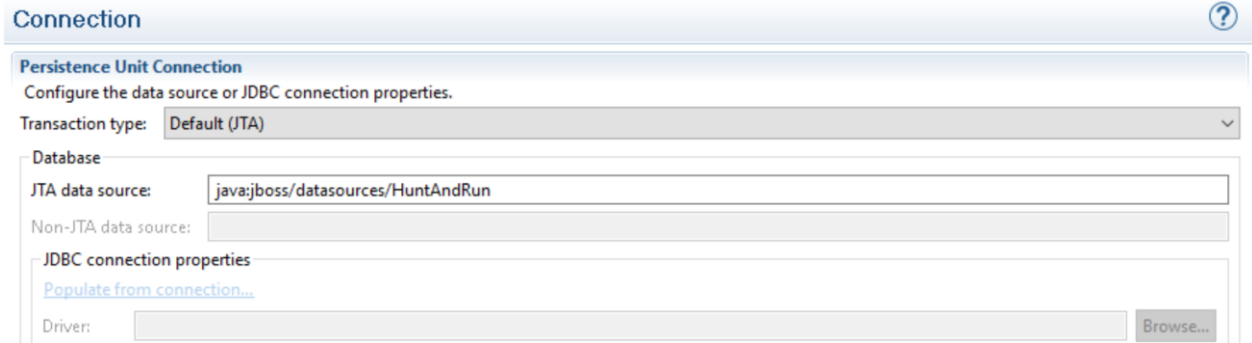 Connection
?
Persistence Unit Connection
Configure the data source or JDBC connection properties.
Transaction type: Default (JTA)
Database
JTA data source: java:jboss/datasources/HuntAndRun
Non-JTA data source:
JDBC connection properties
Populate from connection...
Driver: Browse...